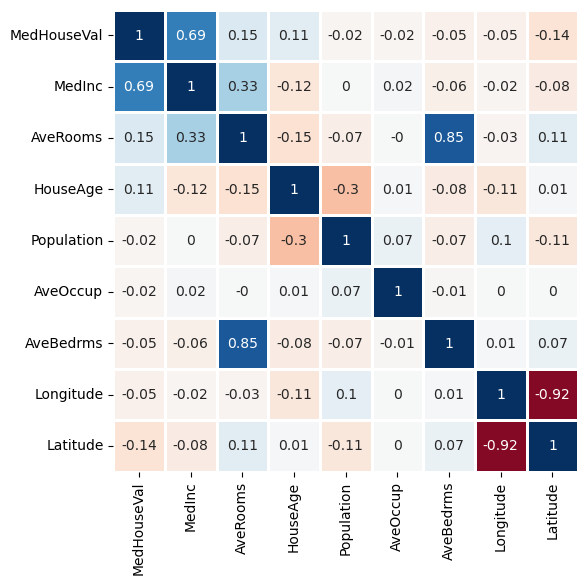 MedHouseVal 1 0.69 0.15 0.11 -0.02 -0.02 -0.05 -0.05 -0.14
MedInc 0.69 1 0.33 -0.12 0 0.02 -0.06 -0.02 -0.08
AveRooms 0.15 0.33 1 -0.15 -0.07 -0 0.85 -0.03 0.11
HouseAge 0.11 -0.12 -0.15 1 -0.3 0.01 -0.08 -0.11 0.01
Population -0.02 0 -0.07 -0.3 1 0.07 -0.07 0.1 -0.11
AveOccup -0.02 0.02 -0 0.01 0.07 1 -0.01 0 0
AveBedrms -0.05 -0.06 0.85 -0.08 -0.07 -0.01 1 0.01 0.07
Longitude -0.05 -0.02 -0.03 -0.11 0.1 0 0.01 1 -0.92
Latitude -0.14 -0.08 0.11 0.01 -0.11 0 0.07 -0.92 1
MedHouseVal MedInc AveRooms HouseAge Population AveOccup AveBedrms Longitude Latitude